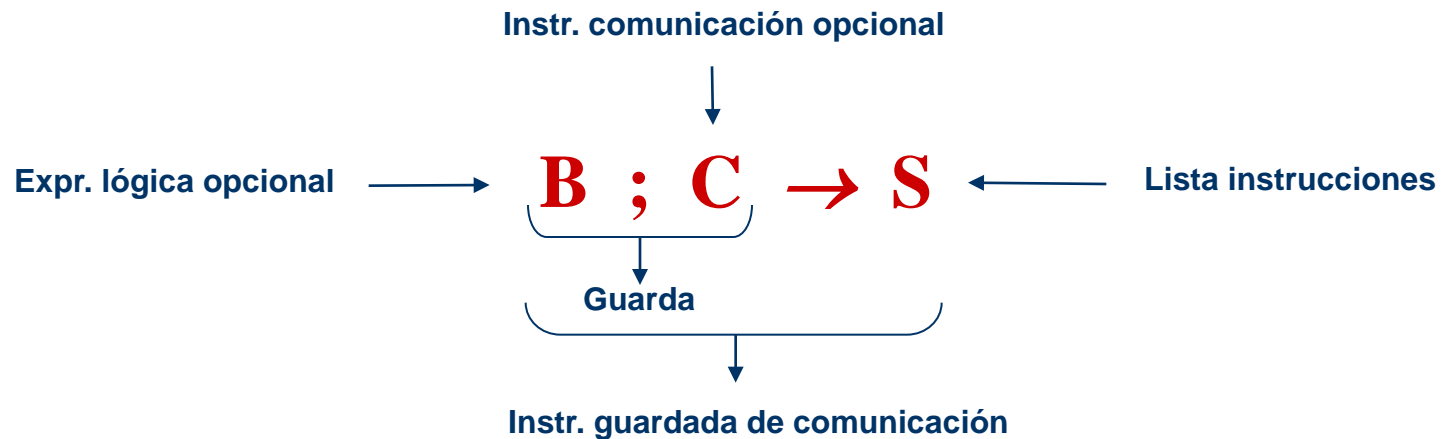 Instr. comunicación opcional
Expr. lógica opcional B ; C → S Lista instrucciones
Guarda
Instr. guardada de comunicación